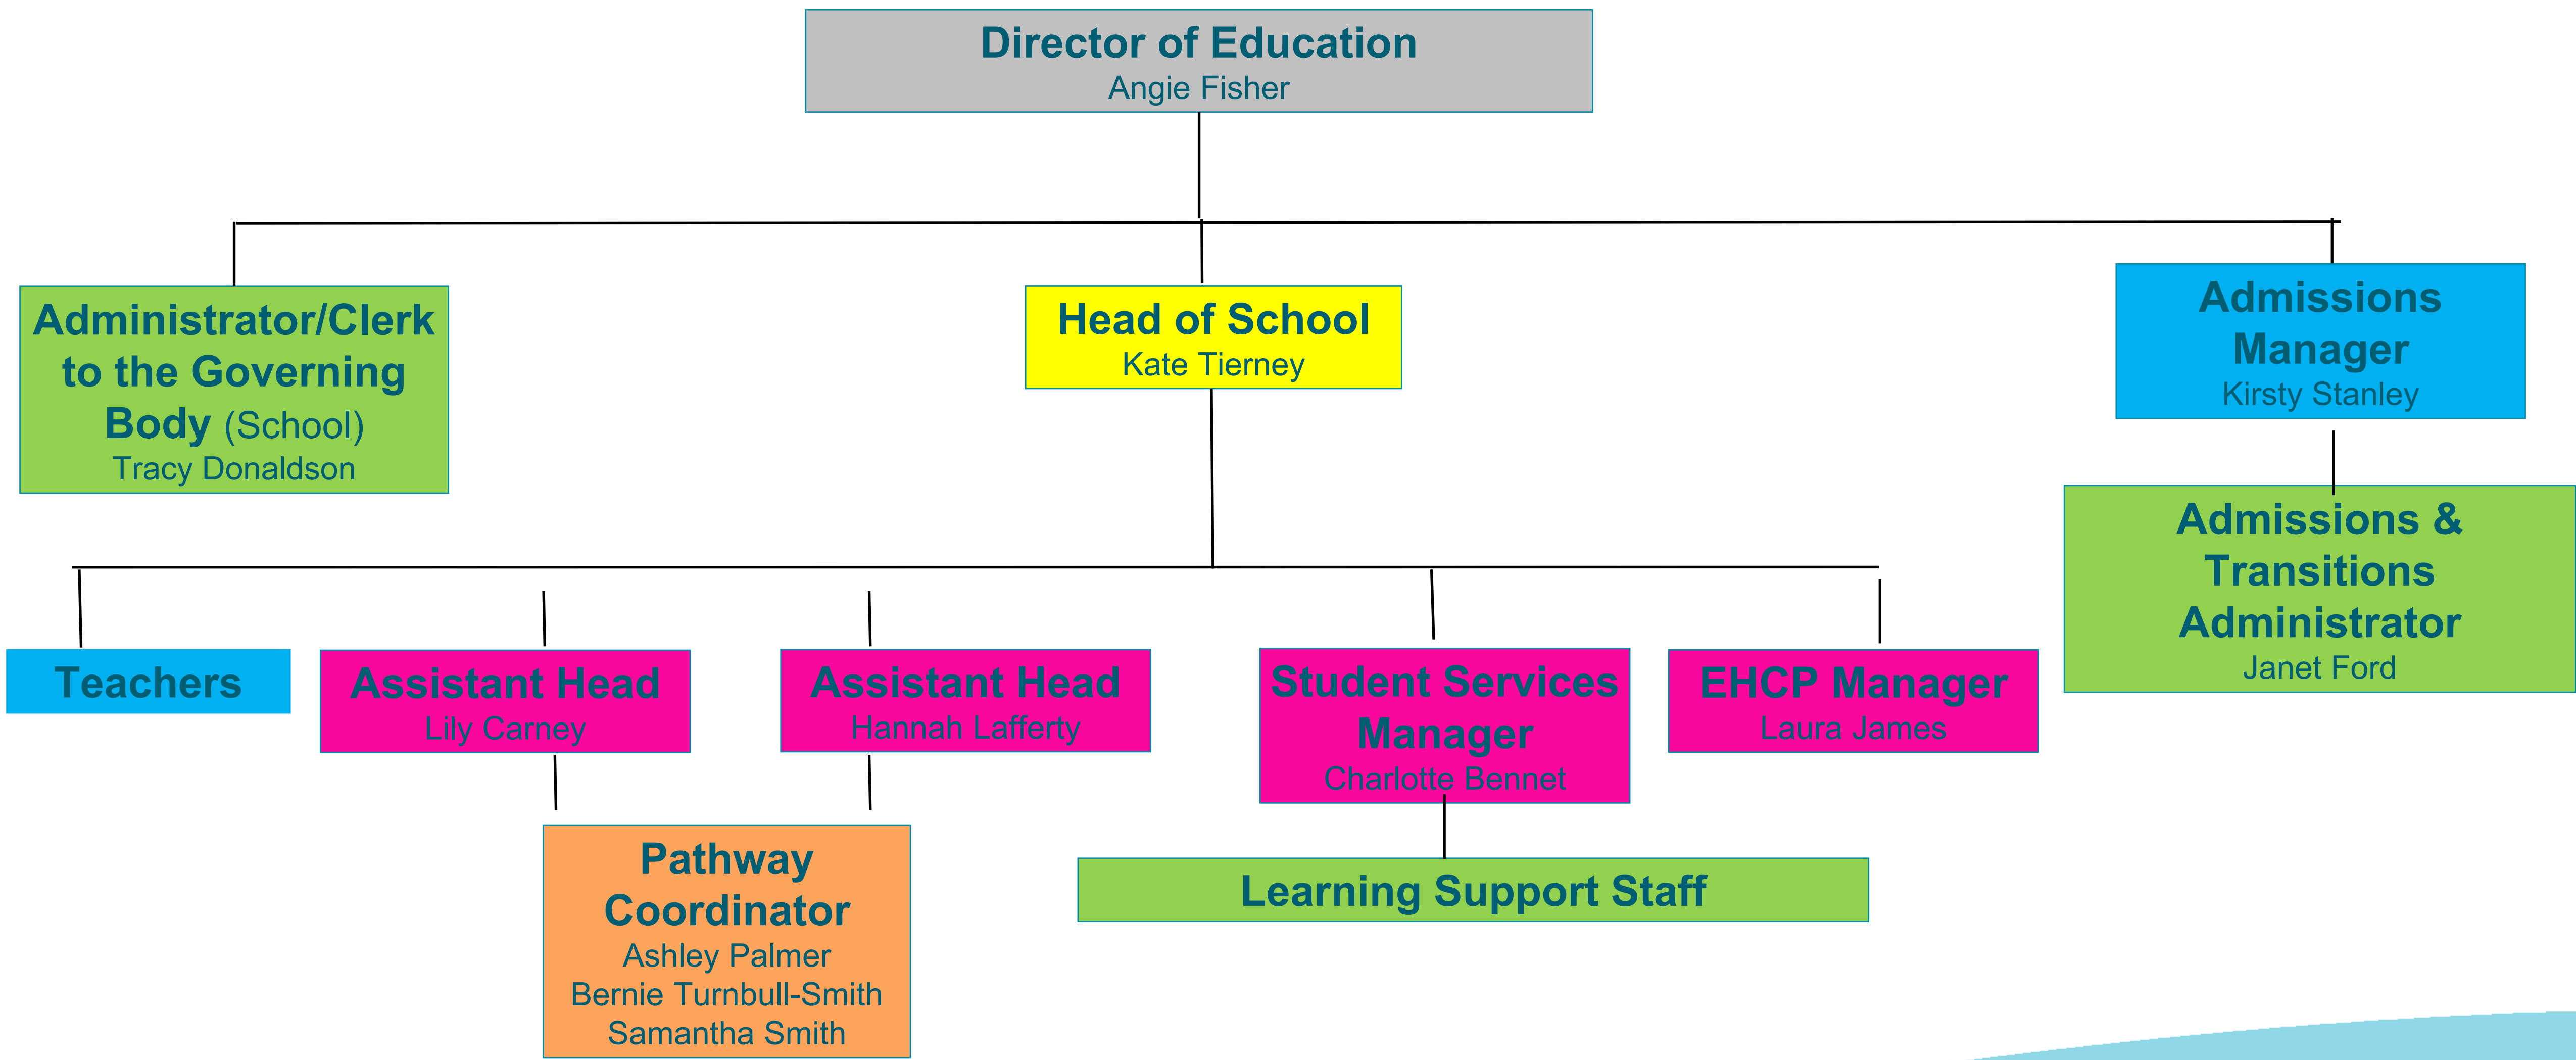 Director of Education
Angie Fisher
Administrator/Clerk
to the Governing
Body (School)
Tracy Donaldson
Head of School
Kate Tierney
Admissions
Manager
Kirsty Stanley
Admissions &
Transitions
Administrator
Janet Ford
Teachers
Assistant Head
Lily Carney
Assistant Head
Hannah Lafferty
Student Services
Manager
Charlotte Bennet
EHCP Manager
Laura James
Pathway
Coordinator
Ashley Palmer
Bernie Turnbull-Smith
Samantha Smith
Learning Support Staff